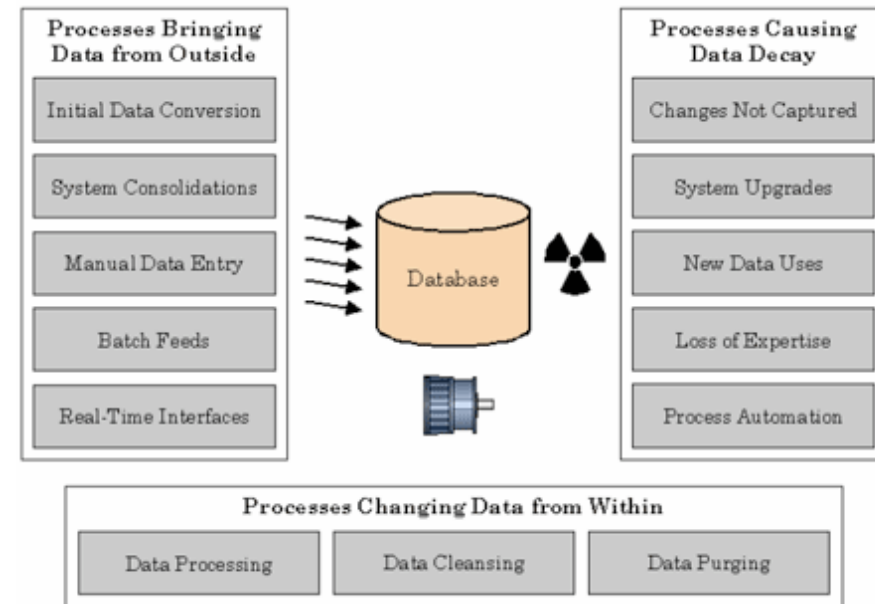 Processes Bringing
Data from Outside
Initial Data Conversion
System Consolidations
Manual Data Entry
Batch Feeds
Real-Time Interfaces
Database
Processes Causing
Data Decay
Changes Not Captured
System Upgrades
New Data Uses
Loss of Expertise
Process Automation
Processes Changing Data from Within
Data Processing
Data Cleansing
Data Purging